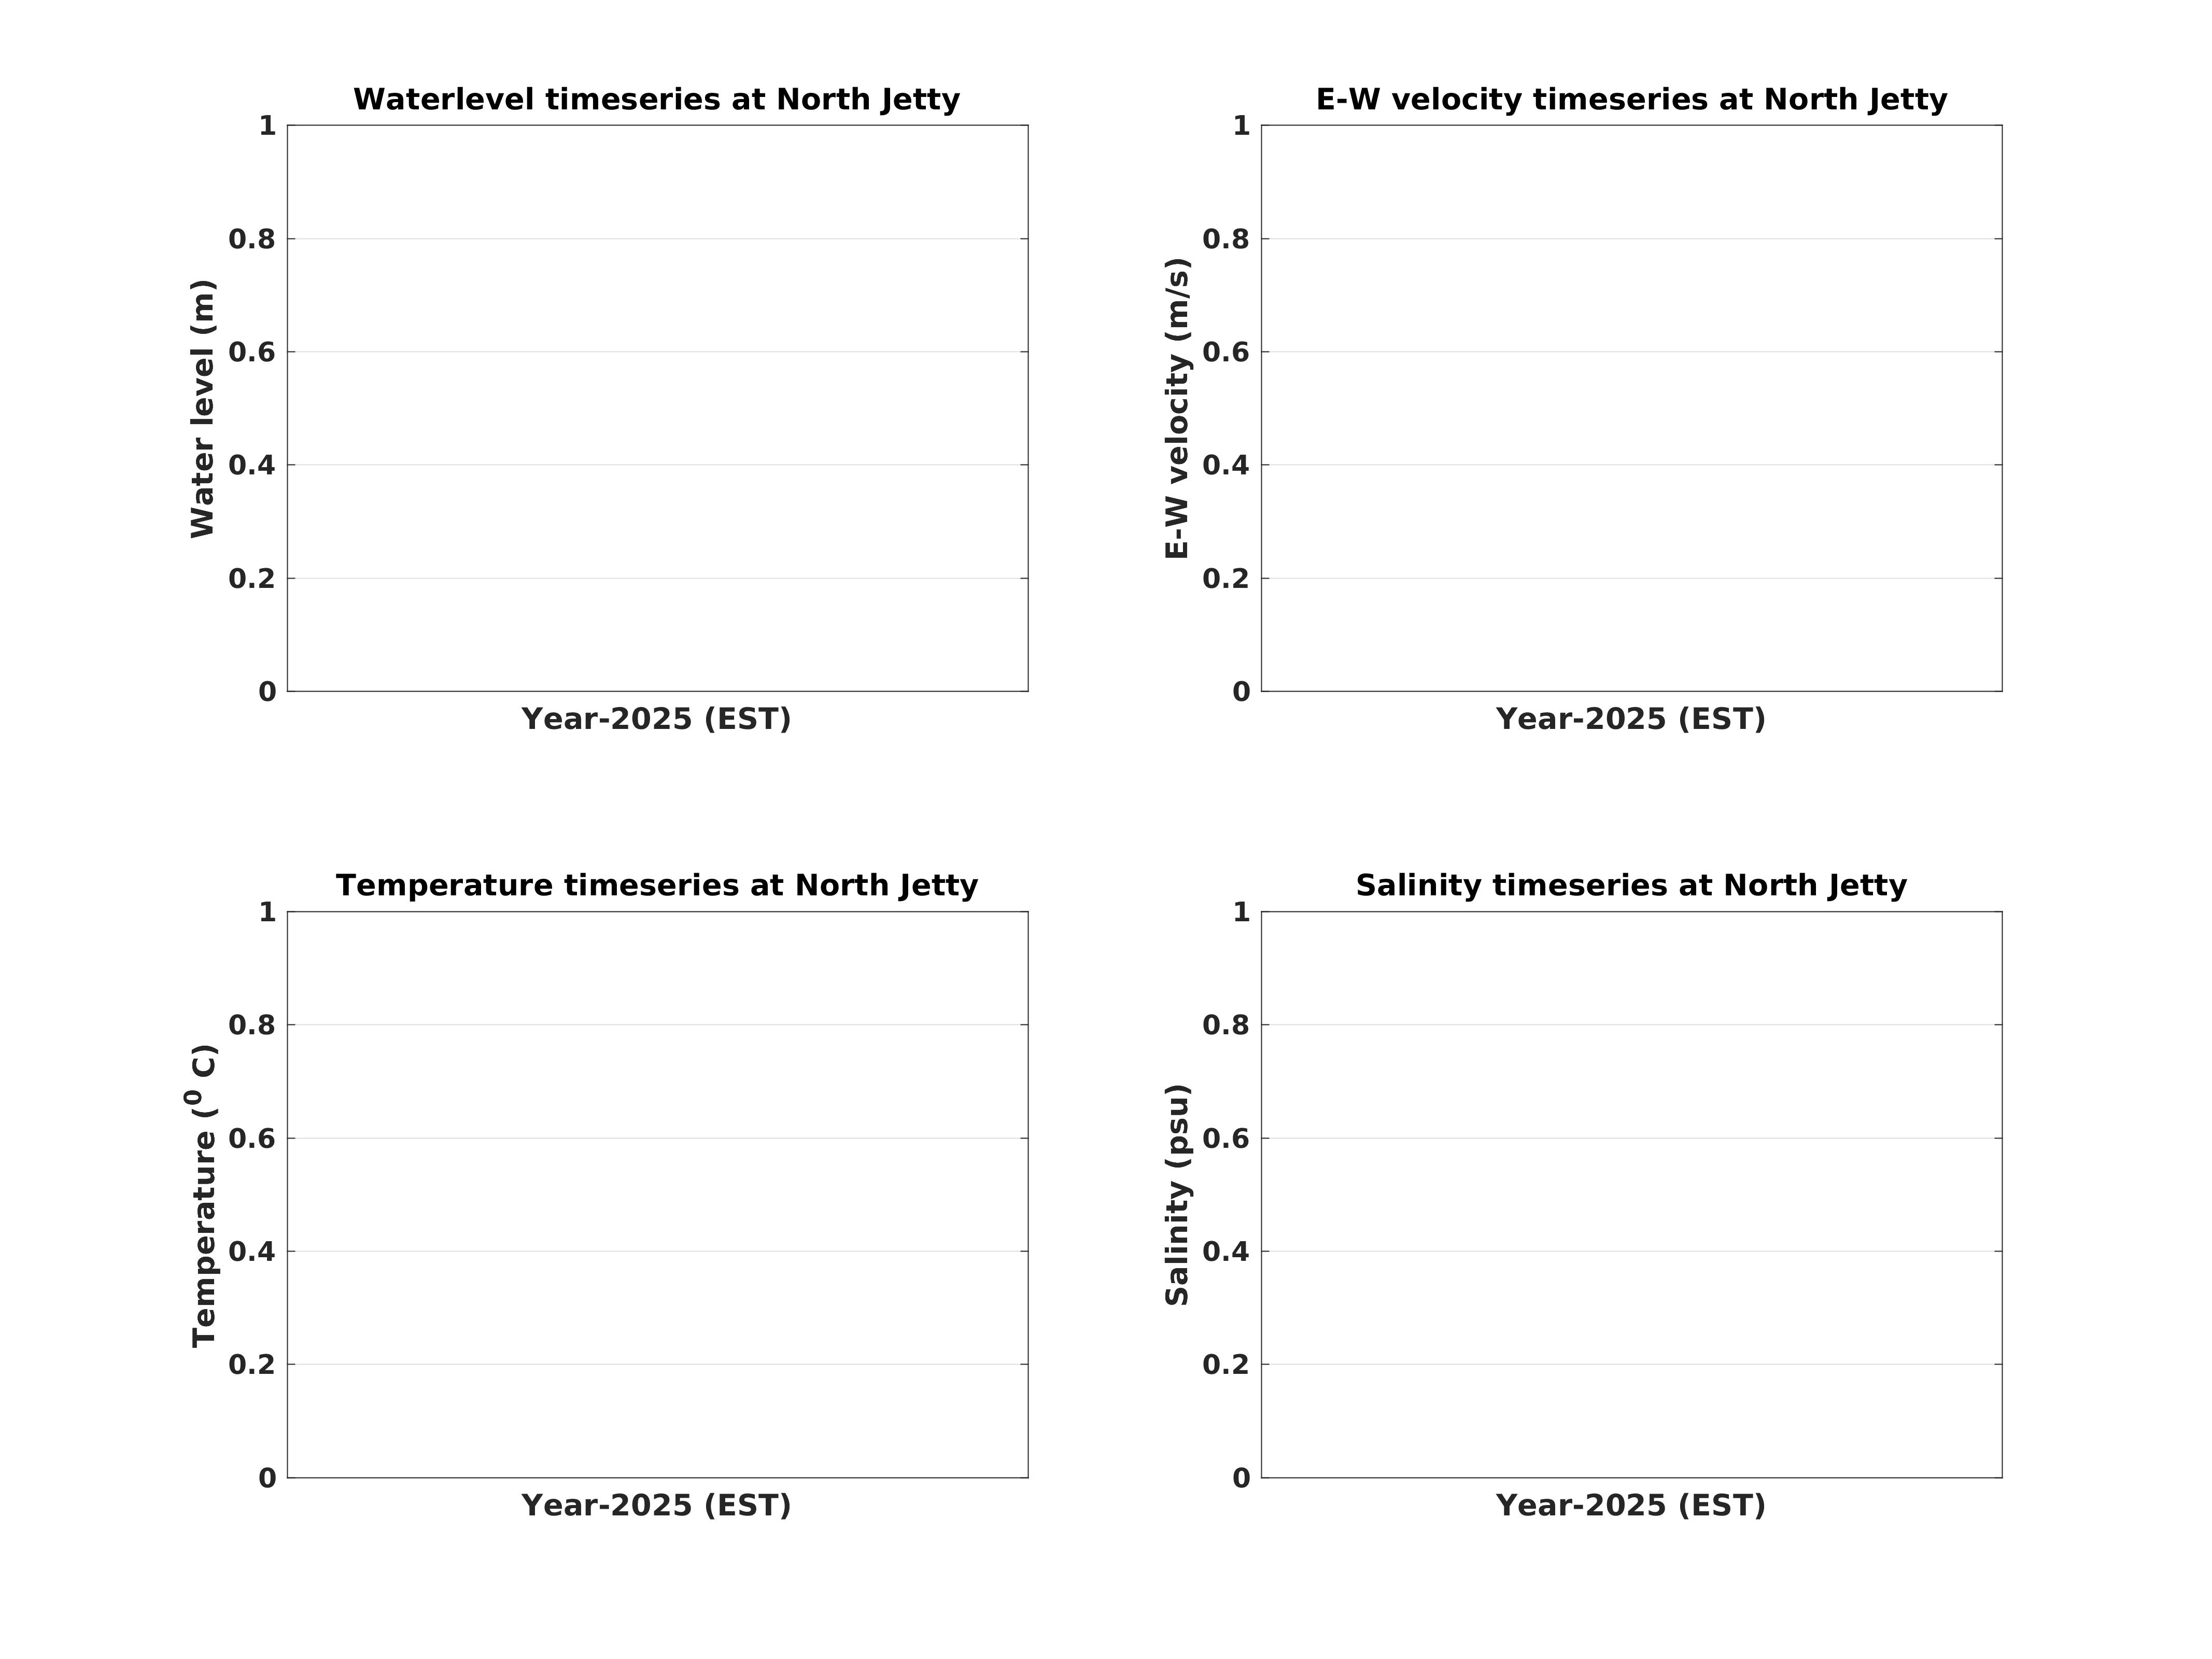 Waterlevel timeseries at North Jetty
1
0.8
0.6
0.4
0.2
0
Water level (m)
Year-2025 (EST)
E-W velocity timeseries at North Jetty
1
0.8
0.6
0.4
0.2
0
E-W velocity (m/s)
Year-2025 (EST)
Temperature timeseries at North Jetty
1
0.8
0.6
0.4
0.2
0
Temperature (⁰ C)
Year-2025 (EST)
Salinity timeseries at North Jetty
1
0.8
0.6
0.4
0.2
0
Salinity (psu)
Year-2025 (EST)